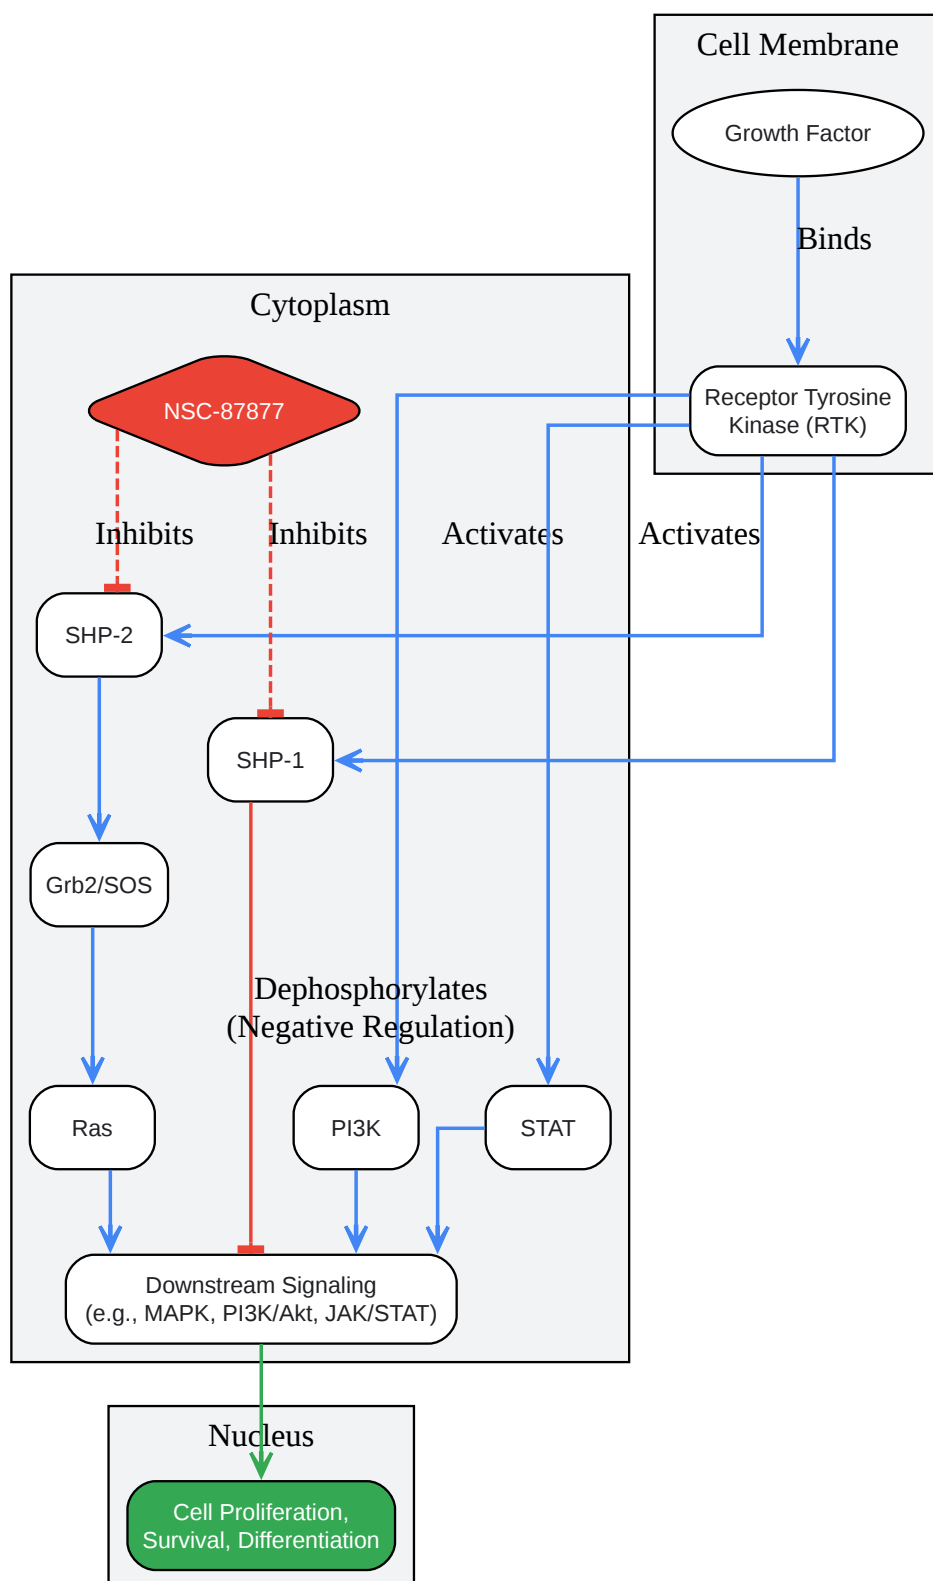 Cell Membrane
Growth Factor
Binds
Cytoplasm
Receptor Tyrosine
Kinase (RTK)
NSC-87877
Inhibits
Inhibits
Activates
Activates
SHP-2
SHP-1
Grb2/SOS
Dephosphorylates
(Negative Regulation)
Ras
PI3K
STAT
Downstream Signaling
(e.g., MAPK, PI3K/Akt, JAK/STAT)
Nucleus
Cell Proliferation,
Survival, Differentiation